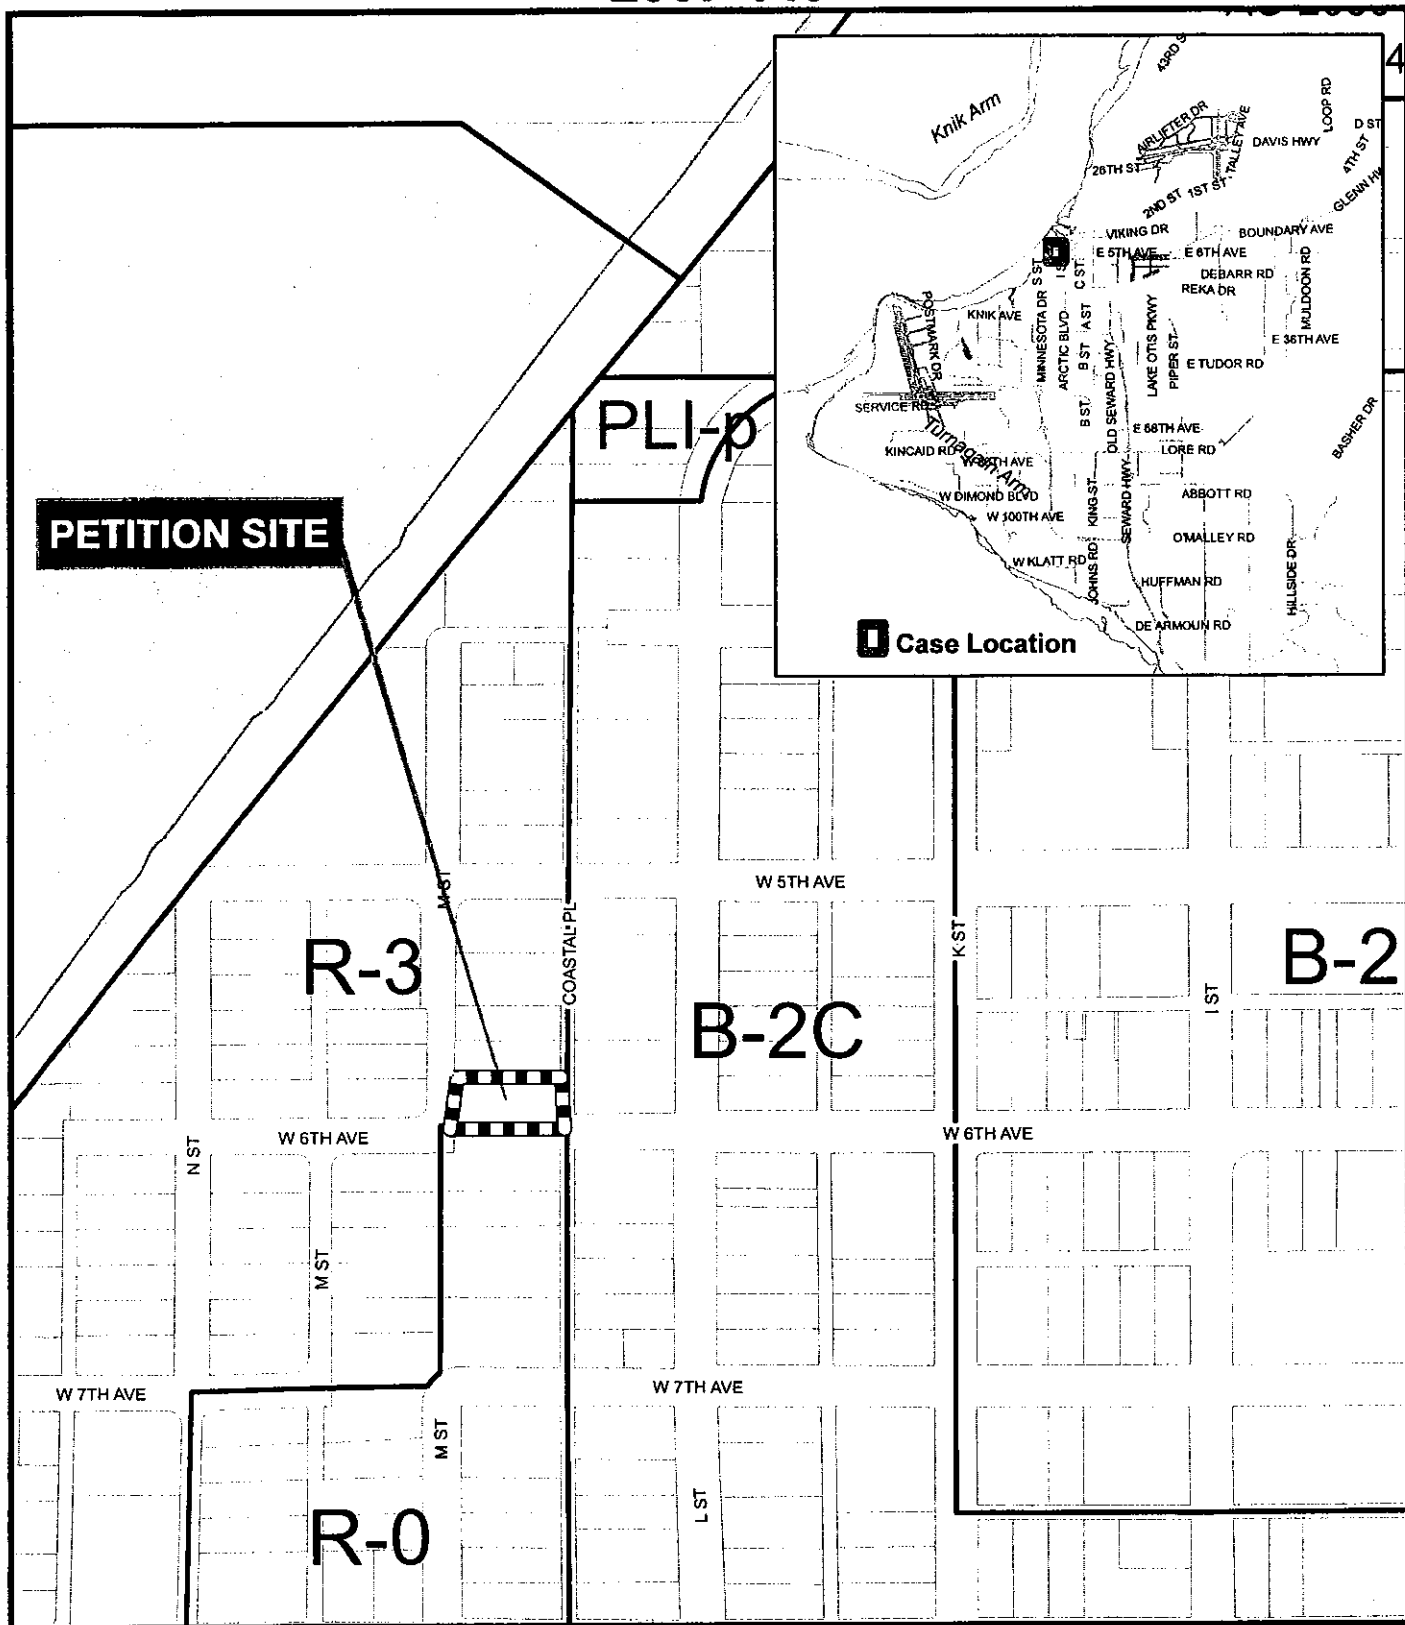 Knik Arm
43RD S
AIRLIFTER DR
TALLEY AVE
LOOP RD
D ST
DAVIS HWY
4TH ST
26TH ST
1ST ST
2ND ST
GLENN
VIKING DR
BOUNDARY AVE
E 5TH AVE
E 6TH AVE
S ST
I S
C ST
DEBARR RD
REKA DR
MULDOON RD
POSTMARK DR
KNIK AVE
MINNESOTA DR
ARCTIC BLVD
A ST
B ST
LAKE OTIS PKWY
PIPER ST
E 36TH AVE
E TUDOR RD
OLD SEWARD HWY
SERVICE RD
B ST
E 68TH AVE
BASHER DR
Turnagain Arm
KINCAID RD
LORE RD
W DIMOND BLVD
KING ST
SEWARD HWY
ABBOTT RD
W 100TH AVE
O'MALLEY RD
W KLATT RD
JOHNS RD
HUFFMAN RD
HILLSIDE DR
DE ARMOUN RD
Case Location
4
PLI-p
PETITION SITE
W 5TH AVE
M ST
COASTAL PL
K ST
R-3
B-2
I ST
B-2C
W 6TH AVE
W 6TH AVE
N ST
M ST
W 7TH AVE
W 7TH AVE
M ST
L ST
R-0